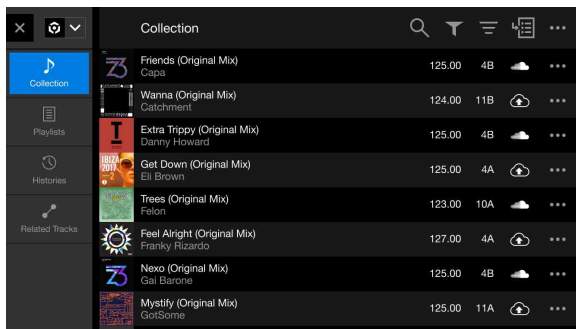 Collection
Collection
Playlists
Histories
Related Tracks
Friends (Original Mix)
Capa
125.00 4B
Wanna (Original Mix)
Catchment
124.00 11B
Extra Trippy (Original Mix)
Danny Howard
125.00 4B
IBIZA
2017
Get Down (Original Mix)
Eli Brown
125.00 4A
Trees (Original Mix)
Felon
123.00 10A
Feel Alright (Original Mix)
Franky Rizardo
127.00 4A
Nexo (Original Mix)
Gai Barone
125.00 4B
Mystify (Original Mix)
GotSome
125.00 11A